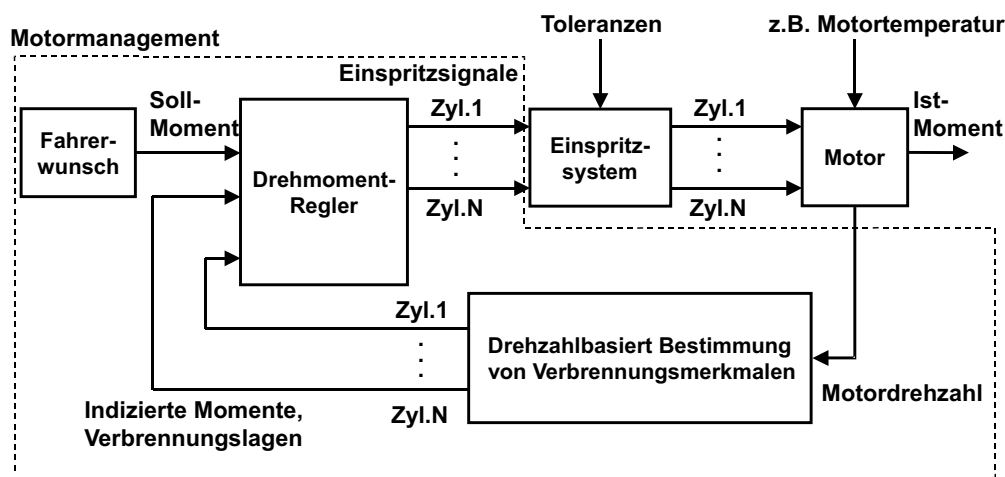 Toleranzen
z.B. Motortemperatur
Motormanagement
Einspritzsignale
Soll-
Moment
Zyl.1
Zyl.1
Ist-
Moment
Fahrer-
wunsch
Drehmoment-
Regler
Einspritz-
system
Motor
Zyl.N
Zyl.N
Zyl.1
Drehzahlbasiert Bestimmung
von Verbrennungsmerkmalen
Motordrehzahl
Indizierte Momente,
Verbrennungslagen
Zyl.N